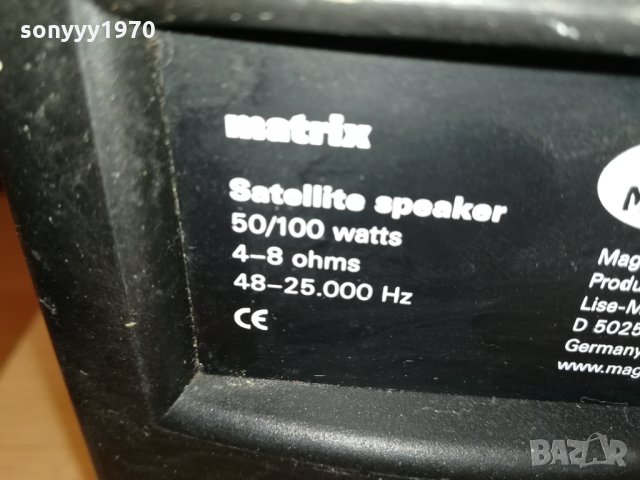 sonyyy1970
matrix
Satellite speaker
50/100 watts
4–8 ohms
48–25.000 Hz
CE
M
Mag
Produ
Lise-M
D 5025
Germany
www.mag
BAZAR